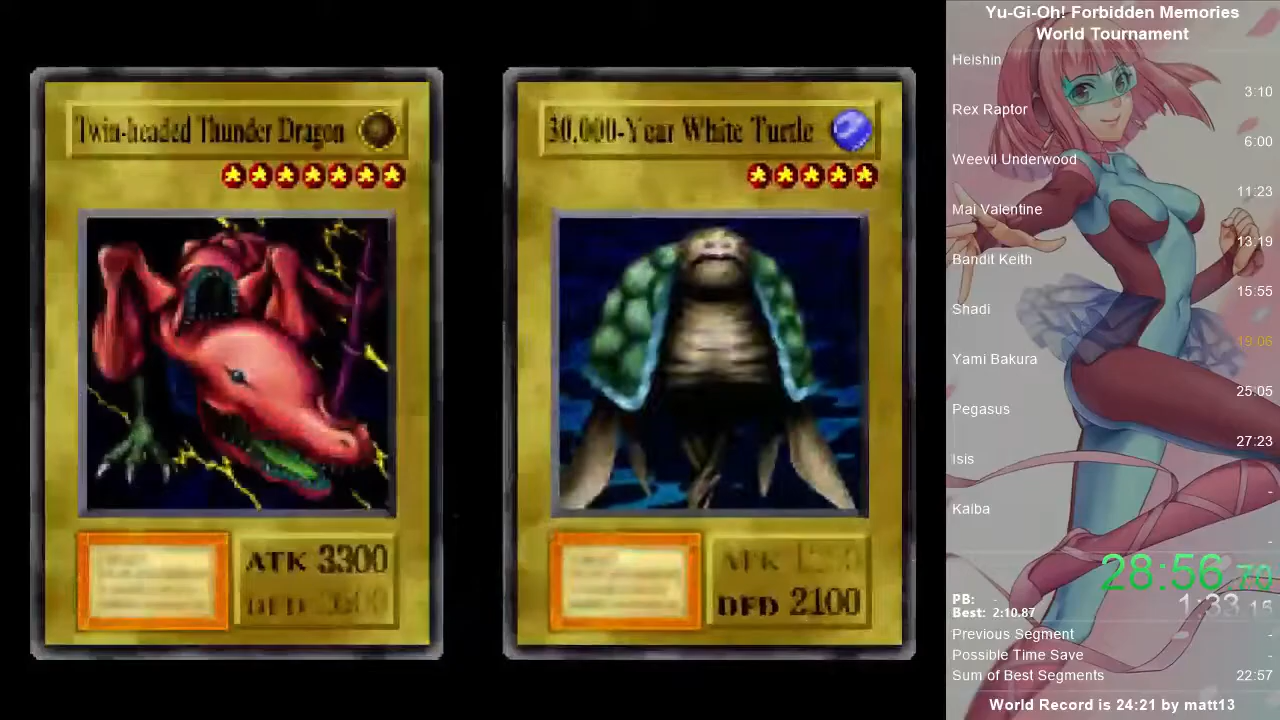 Twin-headed Thunder Dragon
ATK 3300
DFD 2600
30,000-Year White Turtle
ATK
DFD 2100
Yu-Gi-Oh! Forbidden Memories
World Tournament
Heishin
3:10
Rex Raptor
6:00
Weevil Underwood
11:23
Mai Valentine
13:19
Bandit Keith
15:55
Shadi
19:06
Yami Bakura
25:05
Pegasus
27:23
Isis
-
Kaiba
-
28:56.70
PB: -
Best: 2:10.87
1:33.15
Previous Segment -
Possible Time Save -
Sum of Best Segments 22:57
World Record is 24:21 by matt13